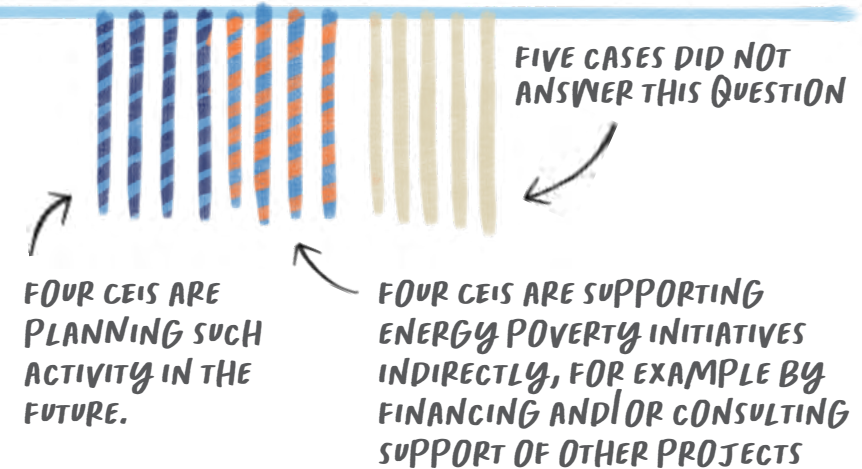 FIVE CASES DID NOT
ANSWER THIS QUESTION
FOUR CEIS ARE
PLANNING SUCH
ACTIVITY IN THE
FUTURE.
FOUR CEIS ARE SUPPORTING
ENERGY POVERTY INITIATIVES
INDIRECTLY, FOR EXAMPLE BY
FINANCING AND/OR CONSULTING
SUPPORT OF OTHER PROJECTS